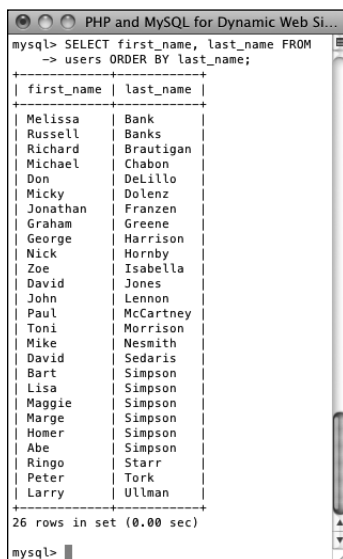 PHP and MySQL for Dynamic Web Si...
mysql> SELECT first_name, last_name FROM
    -> users ORDER BY last_name;
+------------+-----------+
| first_name | last_name |
+------------+-----------+
| Melissa    | Bank      |
| Russell    | Banks     |
| Richard    | Brautigan |
| Michael    | Chabon    |
| Don        | DeLillo   |
| Micky      | Dolenz    |
| Jonathan   | Franzen   |
| Graham     | Greene    |
| George     | Harrison  |
| Nick       | Hornby    |
| Zoe        | Isabella  |
| David      | Jones     |
| John       | Lennon    |
| Paul       | McCartney |
| Toni       | Morrison  |
| Mike       | Nesmith   |
| David      | Sedaris   |
| Bart       | Simpson   |
| Lisa       | Simpson   |
| Maggie     | Simpson   |
| Marge      | Simpson   |
| Homer      | Simpson   |
| Abe        | Simpson   |
| Ringo      | Starr     |
| Peter      | Tork      |
| Larry      | Ullman    |
+------------+-----------+
26 rows in set (0.00 sec)

mysql>